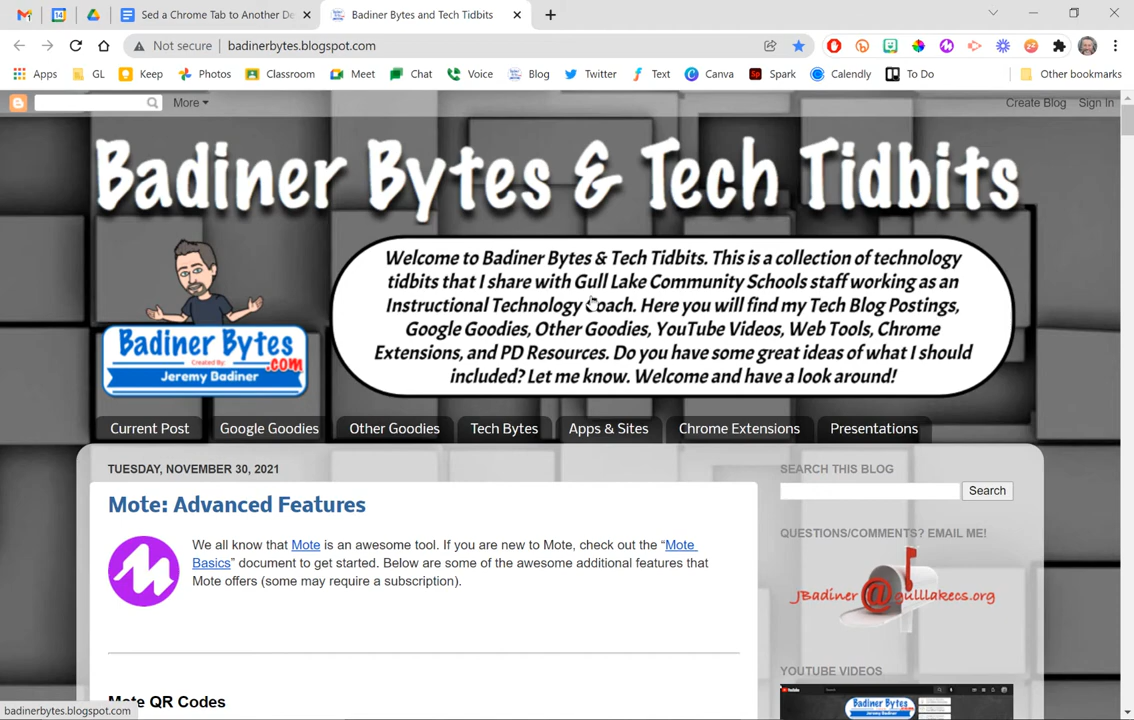 Sed a Chrome Tab to Another De
Badiner Bytes and Tech Tidbits
Not secure
badinerbytes.blogspot.com
Apps
GL
Keep
Photos
Classroom
Meet
Chat
Voice
Blog
Twitter
Text
Canva
Spark
Calendly
To Do
Other bookmarks
More
Create Blog
Sign In
Badiner Bytes & Tech Tidbits
Welcome to Badiner Bytes & Tech Tidbits. This is a collection of technology
tidbits that I share with Gull Lake Community Schools staff working as an
Instructional Technology Coach. Here you will find my Tech Blog Postings,
Google Goodies, Other Goodies, YouTube Videos, Web Tools, Chrome
Extensions, and PD Resources. Do you have some great ideas of what I should
included? Let me know. Welcome and have a look around!
Badiner Bytes
.com
Created By:
Jeremy Badiner
Current Post
Google Goodies
Other Goodies
Tech Bytes
Apps & Sites
Chrome Extensions
Presentations
TUESDAY, NOVEMBER 30, 2021
Mote: Advanced Features
We all know that Mote is an awesome tool. If you are new to Mote, check out the “Mote
Basics” document to get started. Below are some of the awesome additional features that
Mote offers (some may require a subscription).
Mote QR Codes
SEARCH THIS BLOG
Search
QUESTIONS/COMMENTS? EMAIL ME!
JBadiner@gulllakecs.org
YOUTUBE VIDEOS
YouTube
Badiner Bytes
badinerbytes.blogspot.com